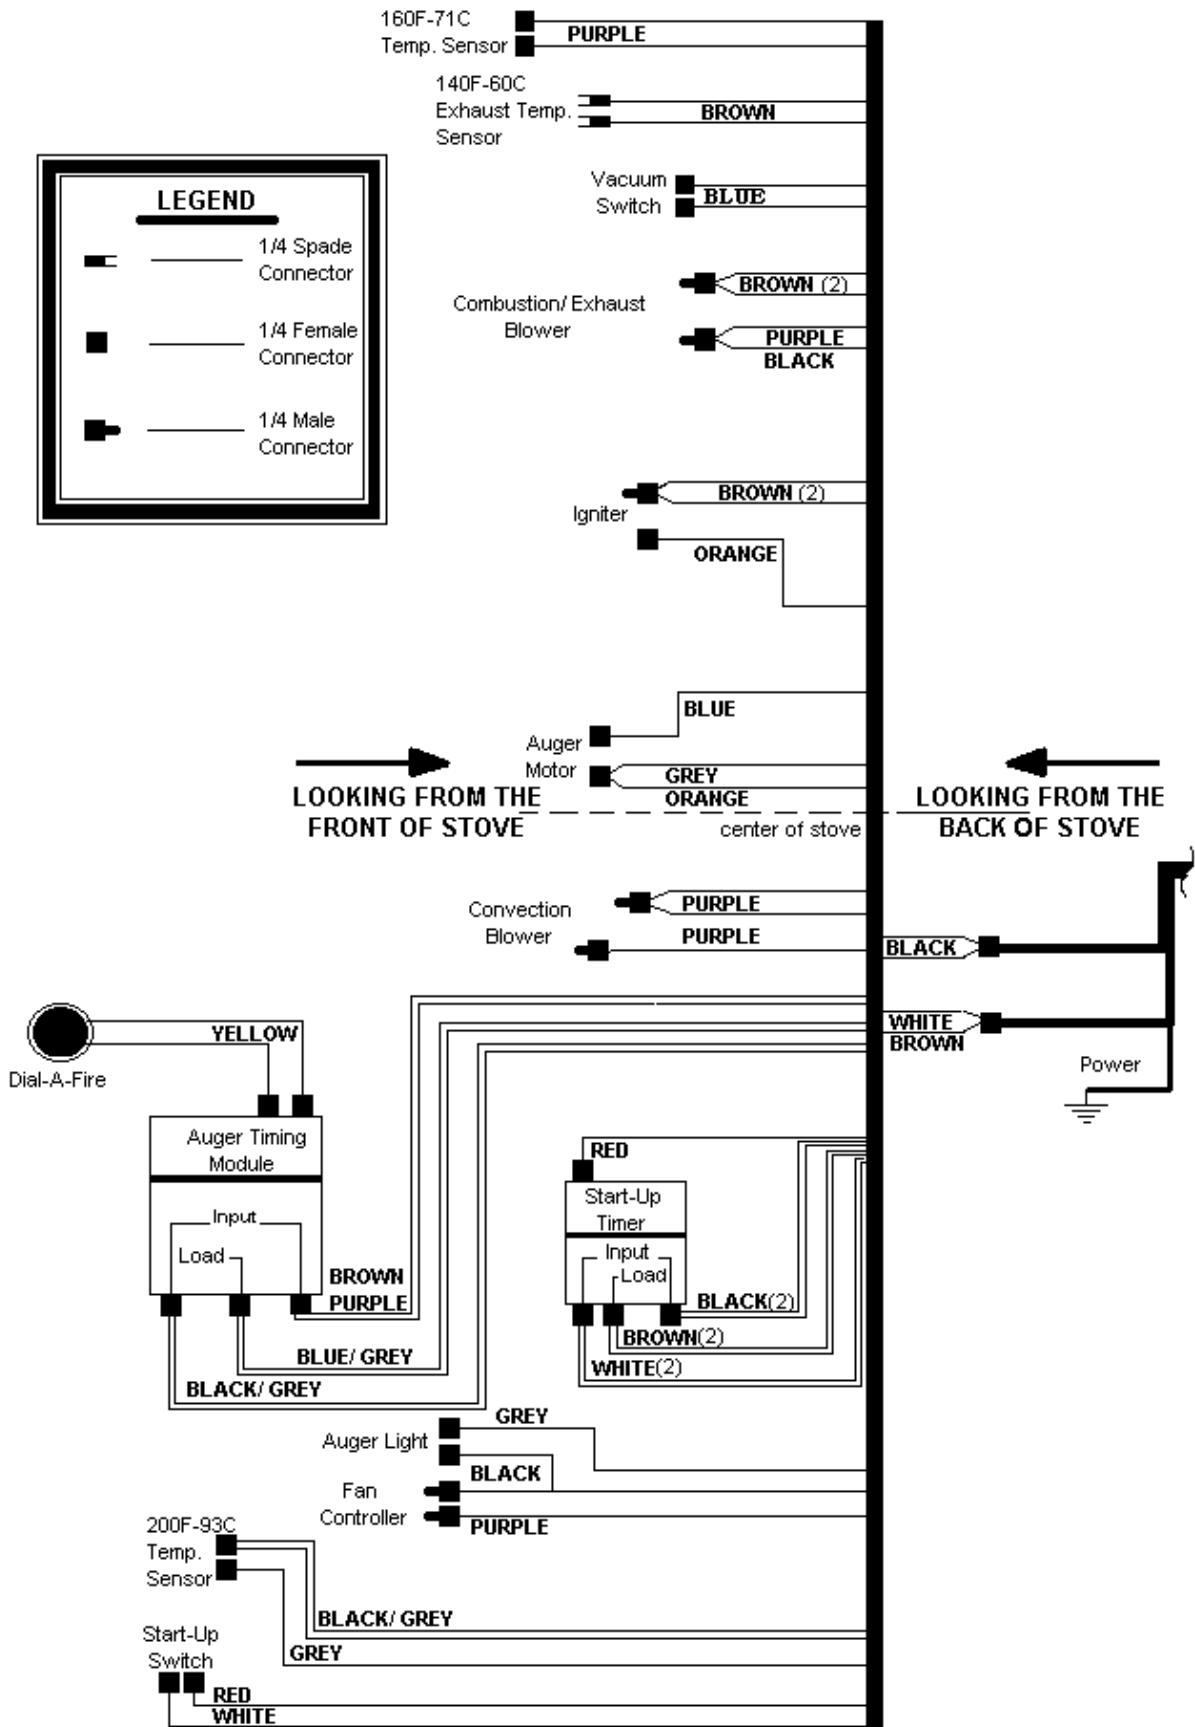 160F-71C
Temp. Sensor
PURPLE
140F-60C
Exhaust Temp.
Sensor
BROWN
Vacuum
Switch
BLUE
LEGEND
1/4 Spade
Connector
1/4 Female
Connector
1/4 Male
Connector
Combustion/ Exhaust
Blower
BROWN (2)
PURPLE
BLACK
Igniter
BROWN (2)
ORANGE
BLUE
Auger
Motor
GREY
ORANGE
LOOKING FROM THE
FRONT OF STOVE
center of stove
LOOKING FROM THE
BACK OF STOVE
Convection
Blower
PURPLE
PURPLE
BLACK
WHITE
BROWN
Power
YELLOW
Dial-A-Fire
Auger Timing
Module
Input
Load
BROWN
PURPLE
BLUE/ GREY
BLACK/ GREY
RED
Start-Up
Timer
Input
Load
BLACK(2)
BROWN(2)
WHITE(2)
GREY
Auger Light
BLACK
Fan
Controller
PURPLE
200F-93C
Temp.
Sensor
BLACK/ GREY
GREY
Start-Up
Switch
RED
WHITE